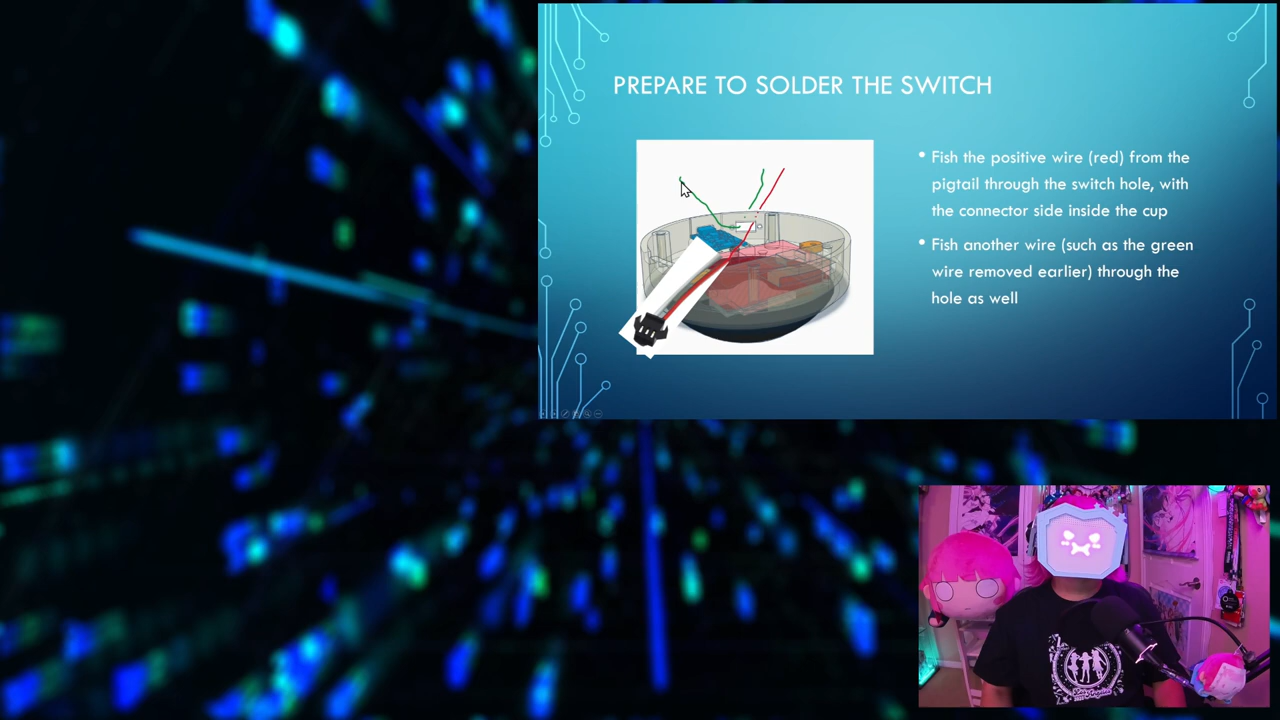 PREPARE TO SOLDER THE SWITCH
• Fish the positive wire (red) from the
pigtail through the switch hole, with
the connector side inside the cup
• Fish another wire (such as the green
wire removed earlier) through the
hole as well